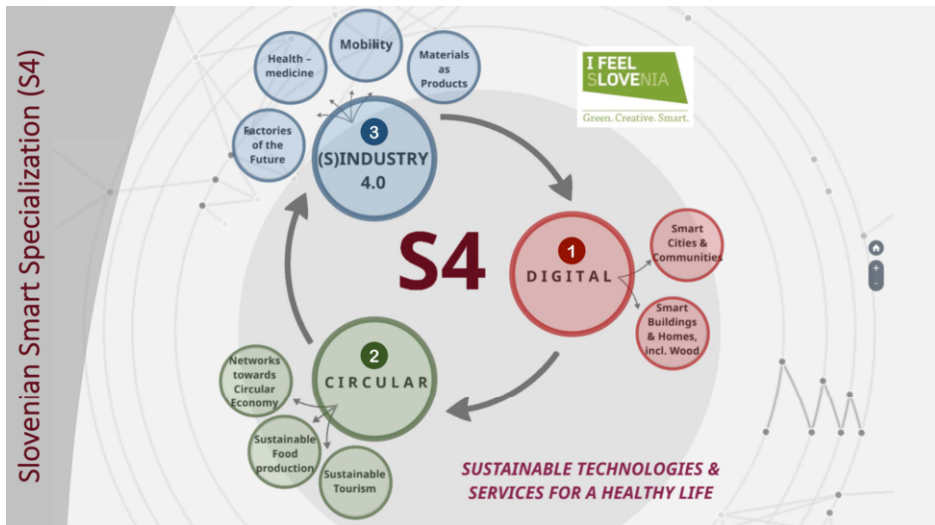 Slovenian Smart Specialization (S4)
Health –
medicine
Mobility
Materials
as
Products
Factories
of the
Future
3
(S)INDUSTRY
4.0
I FEEL
SLOVENIA
Green. Creative. Smart.
S4
1
DIGITAL
Smart
Cities &
Communities
Smart
Buildings
& Homes,
incl. Wood
2
CIRCULAR
Networks
towards
Circular
Economy
Sustainable
Food
production
Sustainable
Tourism
SUSTAINABLE TECHNOLOGIES &
SERVICES FOR A HEALTHY LIFE
+
-